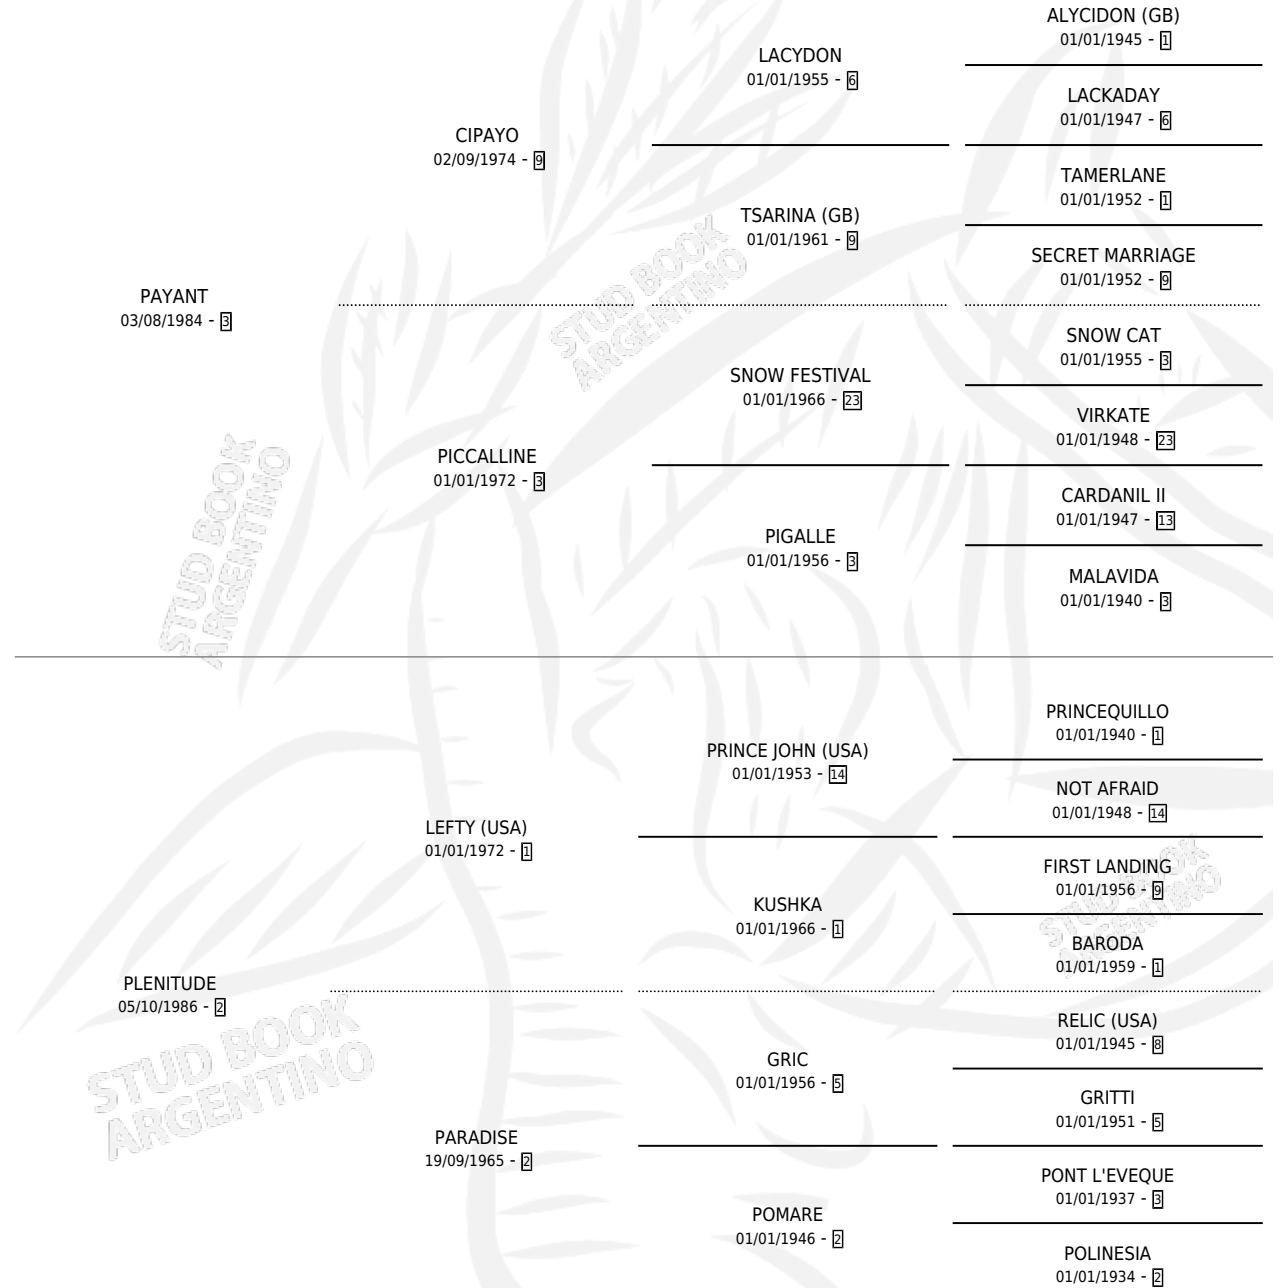 ALYCIDON (GB)
01/01/1945 - 1
LACYDON
01/01/1955 - 6
LACKADAY
01/01/1947 - 6
CIPAYO
02/09/1974 - 9
TAMERLANE
01/01/1952 - 1
TSARINA (GB)
01/01/1961 - 9
SECRET MARRIAGE
01/01/1952 - 9
PAYANT
03/08/1984 - 3
SNOW CAT
01/01/1955 - 3
SNOW FESTIVAL
01/01/1966 - 23
VIRKATE
01/01/1948 - 23
PICCALLINE
01/01/1972 - 3
CARDANIL II
01/01/1947 - 13
PIGALLE
01/01/1956 - 3
MALAVIDA
01/01/1940 - 3
PRINCEQUILLO
01/01/1940 - 1
PRINCE JOHN (USA)
01/01/1953 - 14
NOT AFRAID
01/01/1948 - 14
LEFTY (USA)
01/01/1972 - 1
FIRST LANDING
01/01/1956 - 9
KUSHKA
01/01/1966 - 1
BARODA
01/01/1959 - 1
PLENITUDE
05/10/1986 - 2
RELIC (USA)
01/01/1945 - 8
GRIC
01/01/1956 - 5
GRITTI
01/01/1951 - 5
PARADISE
19/09/1965 - 2
PONT L'EVEQUE
01/01/1937 - 3
POMARE
01/01/1946 - 2
POLINESIA
01/01/1934 - 2
STUD BOOK
ARGENTINO
STUD BOOK
ARGENTINO
STUD BOOK
ARGENTINO
STUD BOOK
ARGENTINO